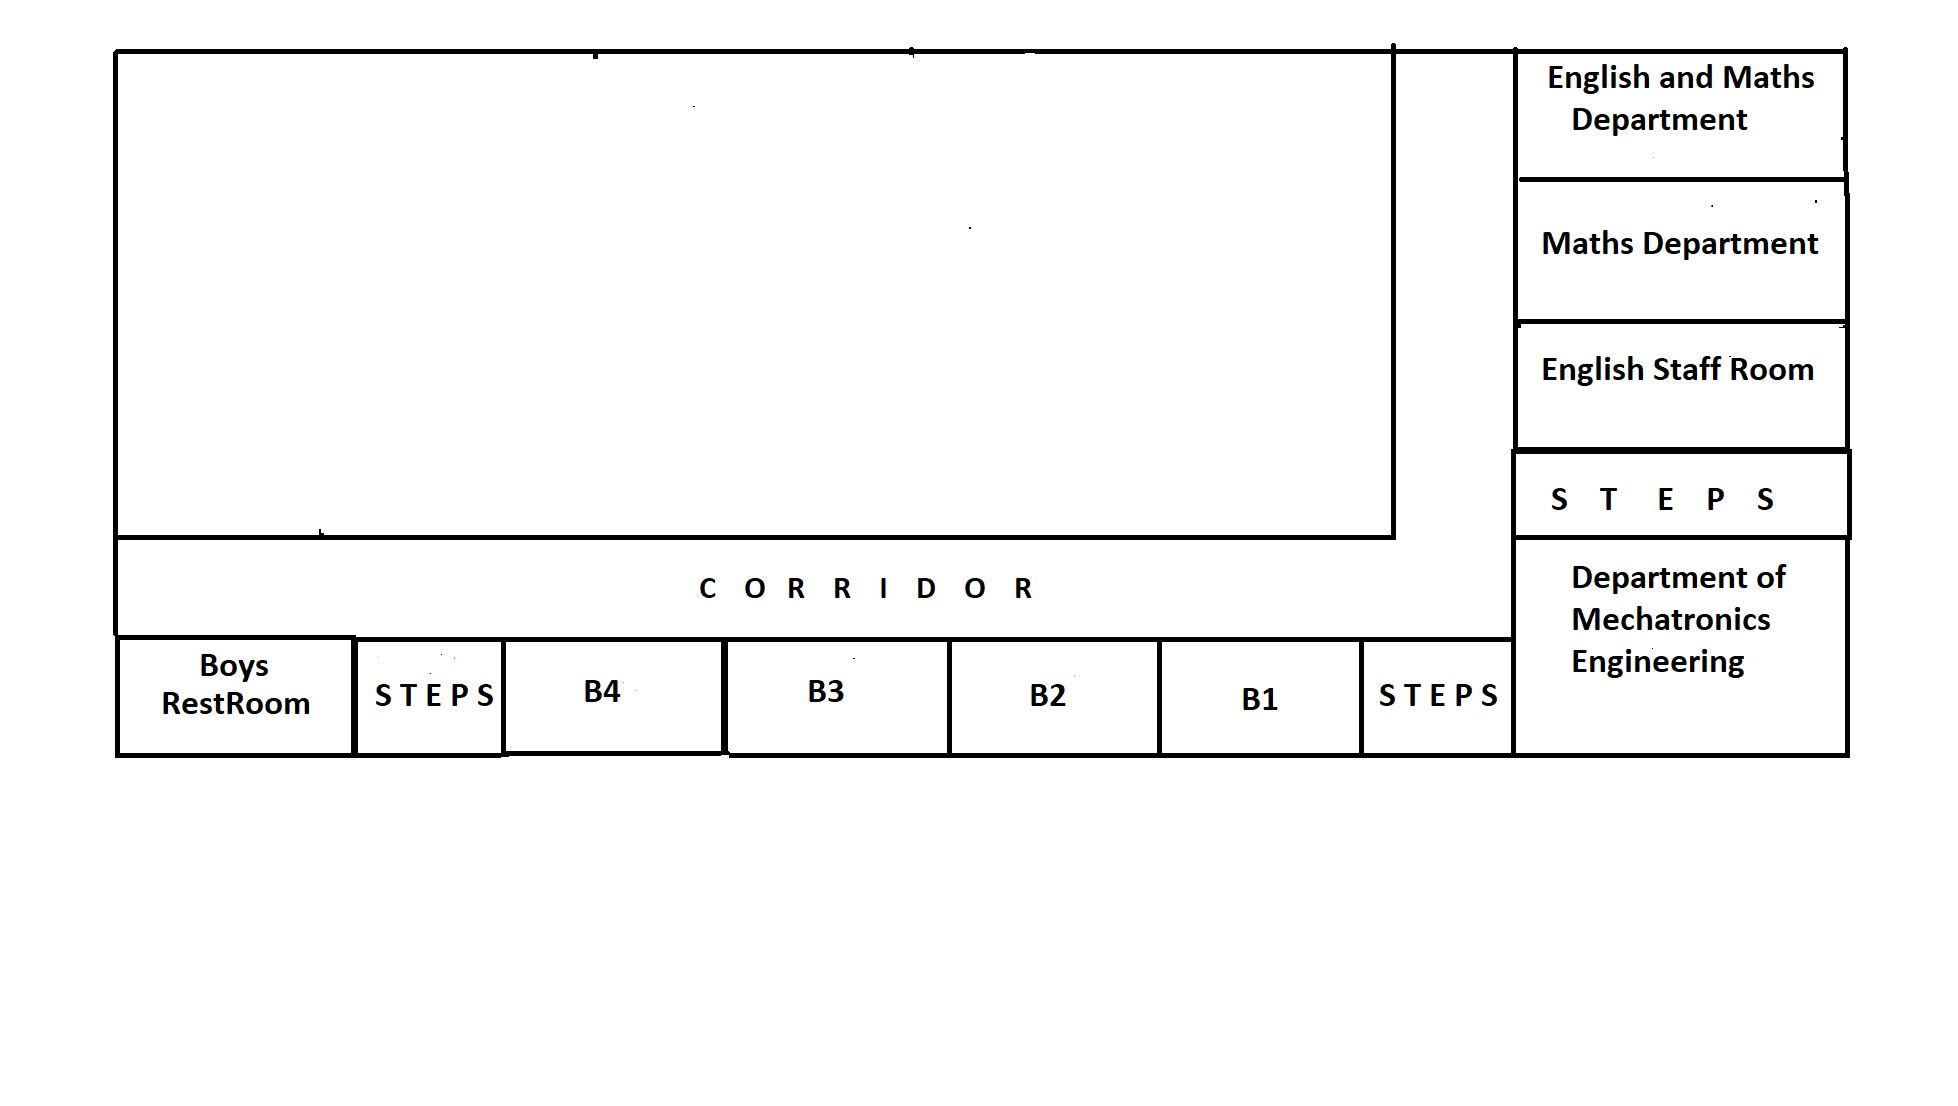 English and Maths
Department
Maths Department
English Staff Room
S T E P S
C O R R I D O R
Department of
Mechatronics
Engineering
Boys
RestRoom
S T E P S
B4
B3
B2
B1
S T E P S